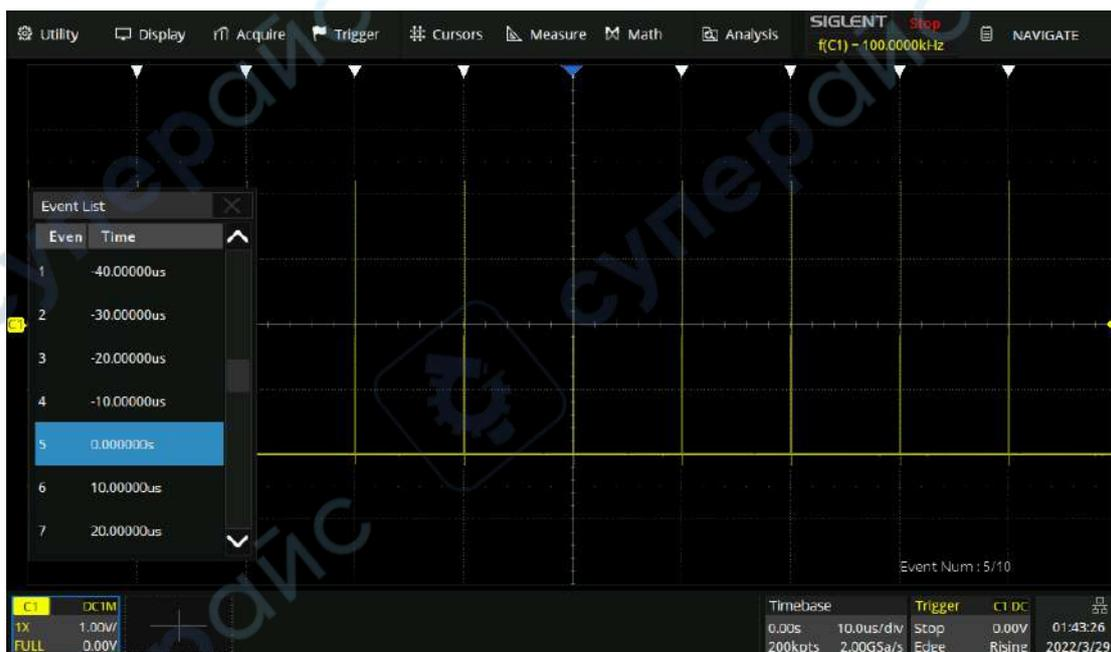 Utility Display Acquire Trigger Cursors Measure Math Analysis SIGLENT Stop NAVIGATE
f(C1) = 100.0000kHz
Event List
Even Time
1 -40.00000us
2 -30.00000us
C1
3 -20.00000us
4 -10.00000us
5 0.000000s
6 10.00000us
7 20.00000us
Event Num : 5/10
C1 DC1M Timebase Trigger C1 DC
1X 1.00V/ 0.00s 10.0us/div Stop 0.00V 01:43:26
FULL 0.00V 200kpts 2.00GSa/s Edge Rising 2022/3/29
суперайс
суперайс
суперайс